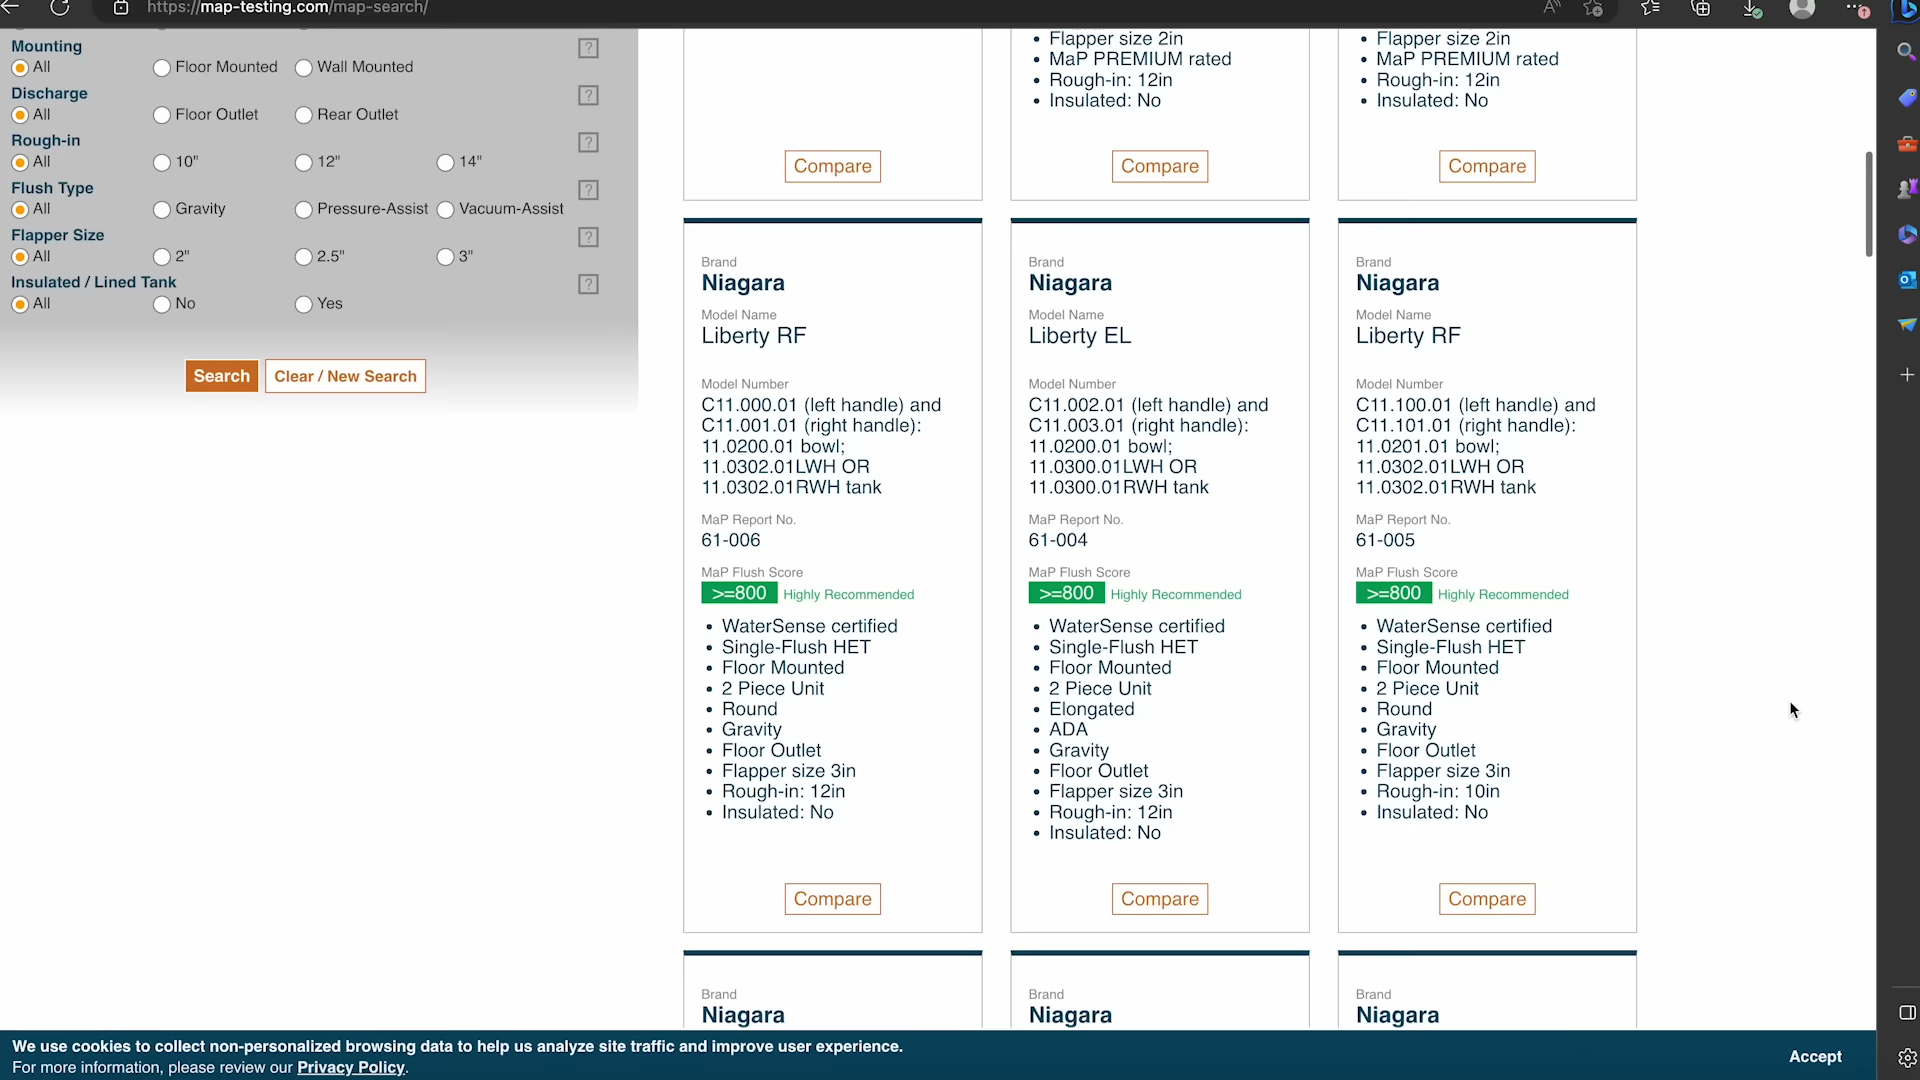 https://map-testing.com/map-search/
Mounting
All
Floor Mounted
Wall Mounted
?
Discharge
All
Floor Outlet
Rear Outlet
?
Rough-in
All
10"
12"
14"
?
Flush Type
All
Gravity
Pressure-Assist
Vacuum-Assist
?
Flapper Size
All
2"
2.5"
3"
?
Insulated / Lined Tank
All
No
Yes
?
Search
Clear / New Search
Compare
• Flapper size 2in
• MaP PREMIUM rated
• Rough-in: 12in
• Insulated: No
Compare
• Flapper size 2in
• MaP PREMIUM rated
• Rough-in: 12in
• Insulated: No
Compare
Brand
Niagara
Model Name
Liberty RF
Model Number
C11.000.01 (left handle) and
C11.001.01 (right handle):
11.0200.01 bowl;
11.0302.01LWH OR
11.0302.01RWH tank
MaP Report No.
61-006
MaP Flush Score
>=800 Highly Recommended
• WaterSense certified
• Single-Flush HET
• Floor Mounted
• 2 Piece Unit
• Round
• Gravity
• Floor Outlet
• Flapper size 3in
• Rough-in: 12in
• Insulated: No
Compare
Brand
Niagara
Model Name
Liberty EL
Model Number
C11.002.01 (left handle) and
C11.003.01 (right handle):
11.0200.01 bowl;
11.0300.01LWH OR
11.0300.01RWH tank
MaP Report No.
61-004
MaP Flush Score
>=800 Highly Recommended
• WaterSense certified
• Single-Flush HET
• Floor Mounted
• 2 Piece Unit
• Elongated
• ADA
• Gravity
• Floor Outlet
• Flapper size 3in
• Rough-in: 12in
• Insulated: No
Compare
Brand
Niagara
Model Name
Liberty RF
Model Number
C11.100.01 (left handle) and
C11.101.01 (right handle):
11.0201.01 bowl;
11.0302.01LWH OR
11.0302.01RWH tank
MaP Report No.
61-005
MaP Flush Score
>=800 Highly Recommended
• WaterSense certified
• Single-Flush HET
• Floor Mounted
• 2 Piece Unit
• Round
• Gravity
• Floor Outlet
• Flapper size 3in
• Rough-in: 10in
• Insulated: No
Compare
Brand
Niagara
Brand
Niagara
Brand
Niagara
We use cookies to collect non-personalized browsing data to help us analyze site traffic and improve user experience.
For more information, please review our Privacy Policy.
Accept